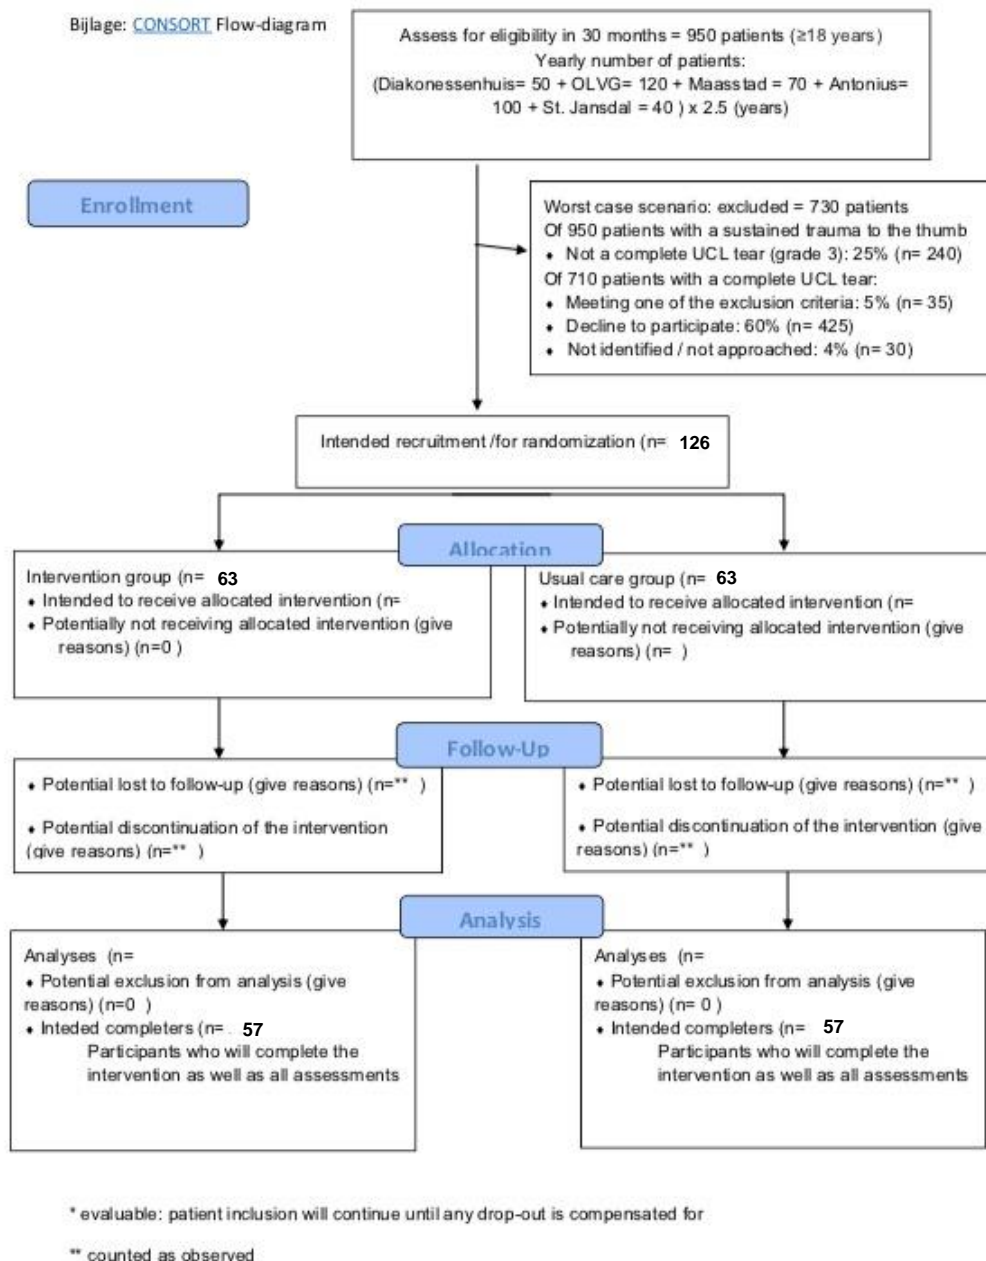 Bijlage: CONSORT Flow-diagram
Assess for eligibility in 30 months = 950 patients (≥18 years)
Yearly number of patients:
(Diakonessenhuis= 50 + OLVG= 120 + Maasstad = 70 + Antonius=
100 + St. Jansdal = 40 ) x 2.5 (years)
Enrollment
Worst case scenario: excluded = 730 patients
Of 950 patients with a sustained trauma to the thumb
♦ Not a complete UCL tear (grade 3): 25% (n= 240)
Of 710 patients with a complete UCL tear:
♦ Meeting one of the exclusion criteria: 5% (n= 35)
♦ Decline to participate: 60% (n= 425)
♦ Not identified / not approached: 4% (n= 30)
Intended recruitment /for randomization (n= 126
Allocation
Intervention group (n= 63
♦ Intended to receive allocated intervention (n=
♦ Potentially not receiving allocated intervention (give
reasons) (n=0 )
Usual care group (n= 63
♦ Intended to receive allocated intervention (n=
♦ Potentially not receiving allocated intervention (give
reasons) (n= )
Follow-Up
♦ Potential lost to follow-up (give reasons) (n=** )
♦ Potential discontinuation of the intervention
(give reasons) (n=** )
♦ Potential lost to follow-up (give reasons) (n=** )
♦ Potential discontinuation of the intervention (give
reasons) (n=** )
Analysis
Analyses (n=
♦ Potential exclusion from analysis (give
reasons) (n=0 )
♦ Inteded completers (n= . 57
Participants who will complete the
intervention as well as all assessments
Analyses (n=
♦ Potential exclusion from analysis (give
reasons) (n= 0 )
♦ Intended completers (n= 57
Participants who will complete the
intervention as well as all assessments
* evaluable: patient inclusion will continue until any drop-out is compensated for
** counted as observed